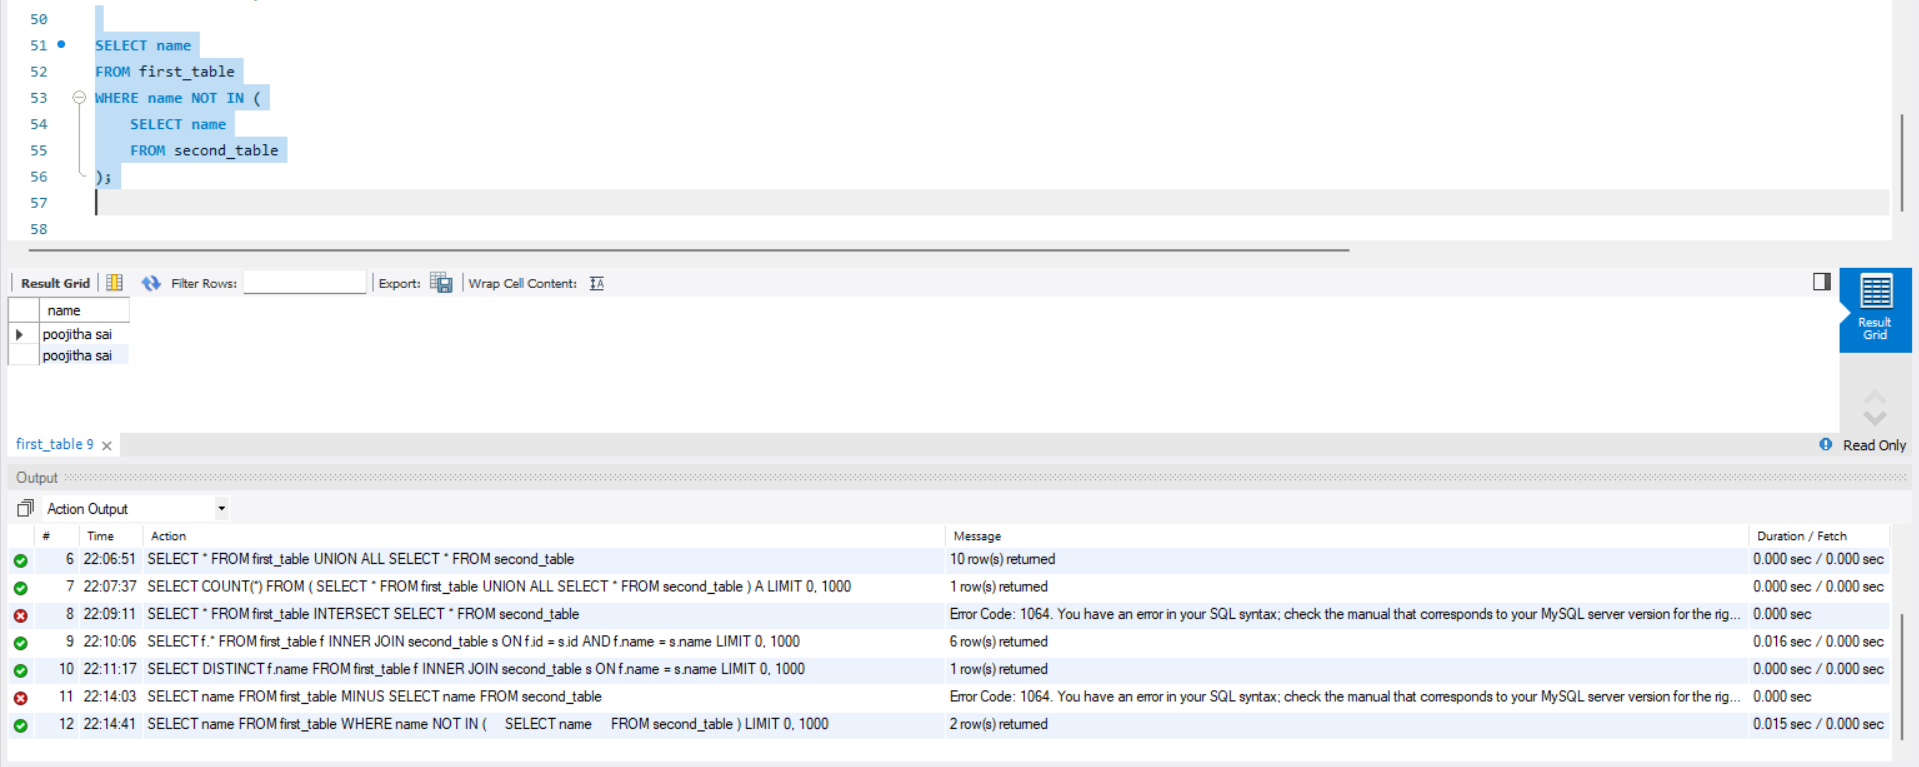 50
51 SELECT name
52 FROM first_table
53 WHERE name NOT IN (
54 SELECT name
55 FROM second_table
56 );
57
58
Result Grid Filter Rows: Export: Wrap Cell Content:
name
poojitha sai
poojitha sai
Result
Grid
first_table 9 Read Only
Output
Action Output
# Time Action Message Duration / Fetch
6 22:06:51 SELECT * FROM first_table UNION ALL SELECT * FROM second_table 10 row(s) returned 0.000 sec / 0.000 sec
7 22:07:37 SELECT COUNT(*) FROM ( SELECT * FROM first_table UNION ALL SELECT * FROM second_table ) A LIMIT 0, 1000 1 row(s) returned 0.000 sec / 0.000 sec
8 22:09:11 SELECT * FROM first_table INTERSECT SELECT * FROM second_table Error Code: 1064. You have an error in your SQL syntax; check the manual that corresponds to your MySQL server version for the rig... 0.000 sec
9 22:10:06 SELECT f.* FROM first_table f INNER JOIN second_table s ON f.id = s.id AND f.name = s.name LIMIT 0, 1000 6 row(s) returned 0.016 sec / 0.000 sec
10 22:11:17 SELECT DISTINCT f.name FROM first_table f INNER JOIN second_table s ON f.name = s.name LIMIT 0, 1000 1 row(s) returned 0.000 sec / 0.000 sec
11 22:14:03 SELECT name FROM first_table MINUS SELECT name FROM second_table Error Code: 1064. You have an error in your SQL syntax; check the manual that corresponds to your MySQL server version for the rig... 0.000 sec
12 22:14:41 SELECT name FROM first_table WHERE name NOT IN ( SELECT name FROM second_table ) LIMIT 0, 1000 2 row(s) returned 0.015 sec / 0.000 sec